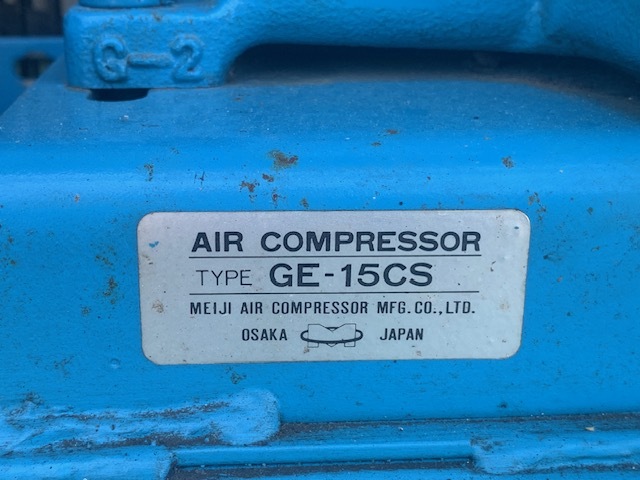 G-2
AIR COMPRESSOR
TYPE GE-15CS
MEIJI AIR COMPRESSOR MFG.CO.,LTD.
OSAKA M JAPAN